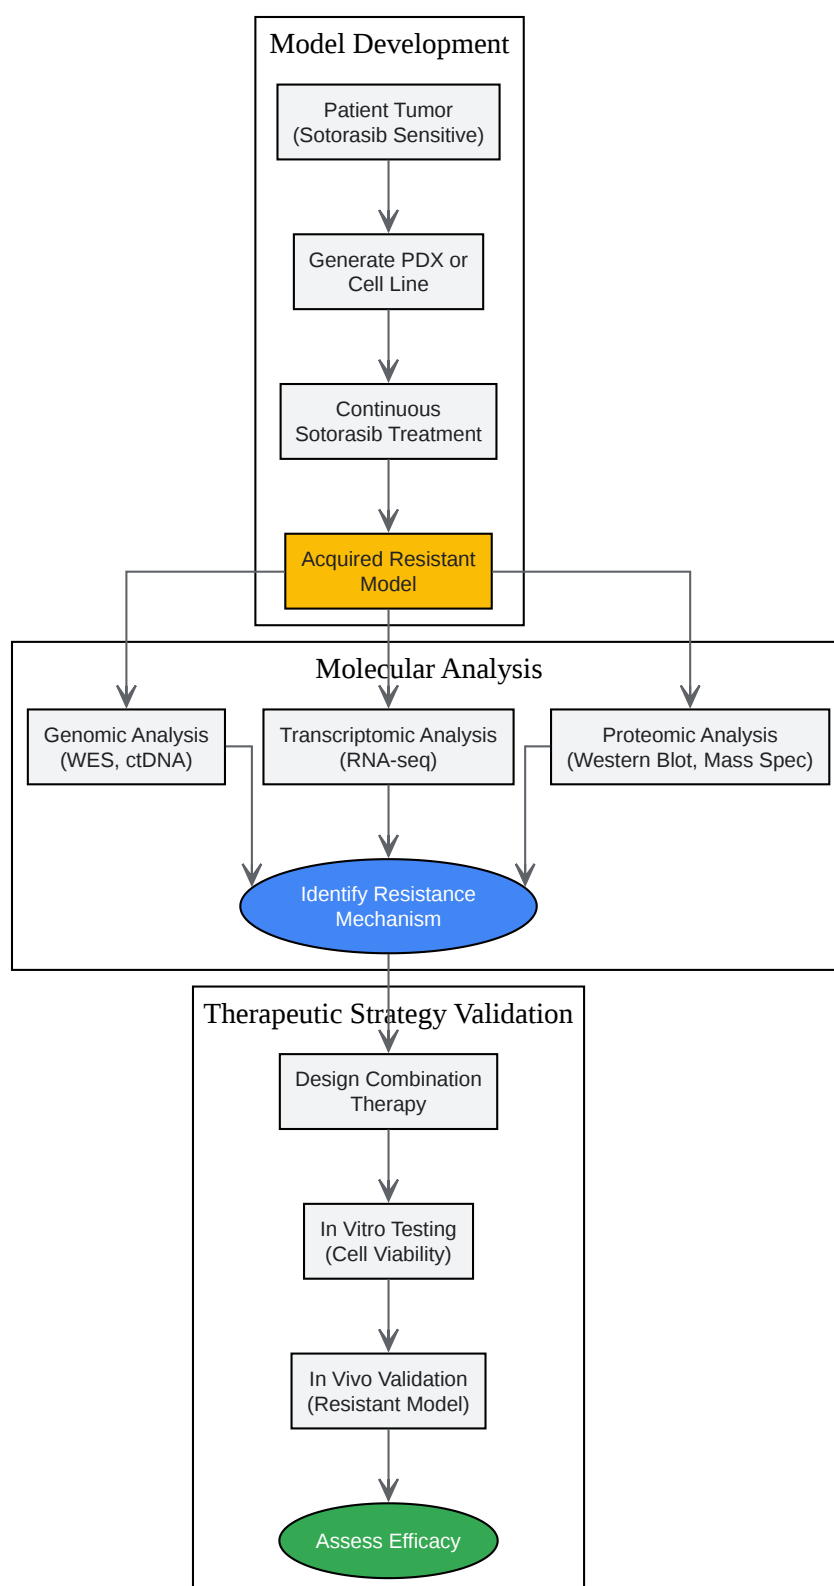 Model Development
Patient Tumor
(Sotorasib Sensitive)
Generate PDX or
Cell Line
Continuous
Sotorasib Treatment
Acquired Resistant
Model
Molecular Analysis
Genomic Analysis
(WES, ctDNA)
Transcriptomic Analysis
(RNA-seq)
Proteomic Analysis
(Western Blot, Mass Spec)
Identify Resistance
Mechanism
Therapeutic Strategy Validation
Design Combination
Therapy
In Vitro Testing
(Cell Viability)
In Vivo Validation
(Resistant Model)
Assess Efficacy